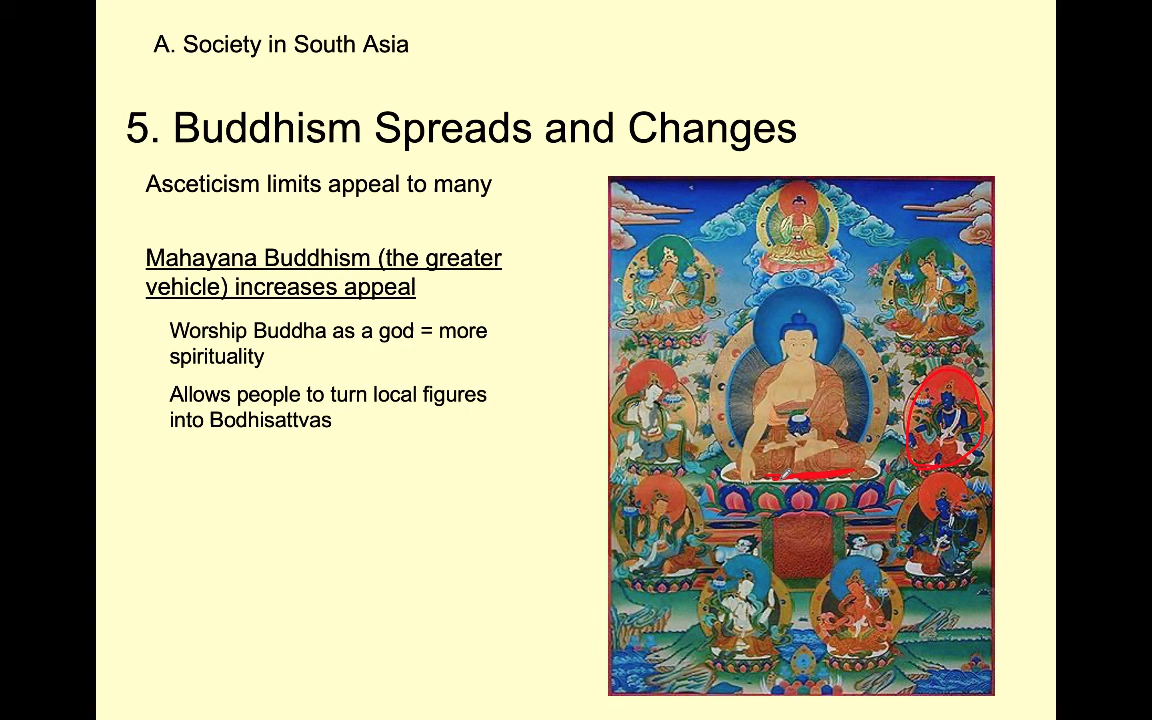 A. Society in South Asia
5. Buddhism Spreads and Changes
Asceticism limits appeal to many
Mahayana Buddhism (the greater
vehicle) increases appeal
Worship Buddha as a god = more
spirituality
Allows people to turn local figures
into Bodhisattvas